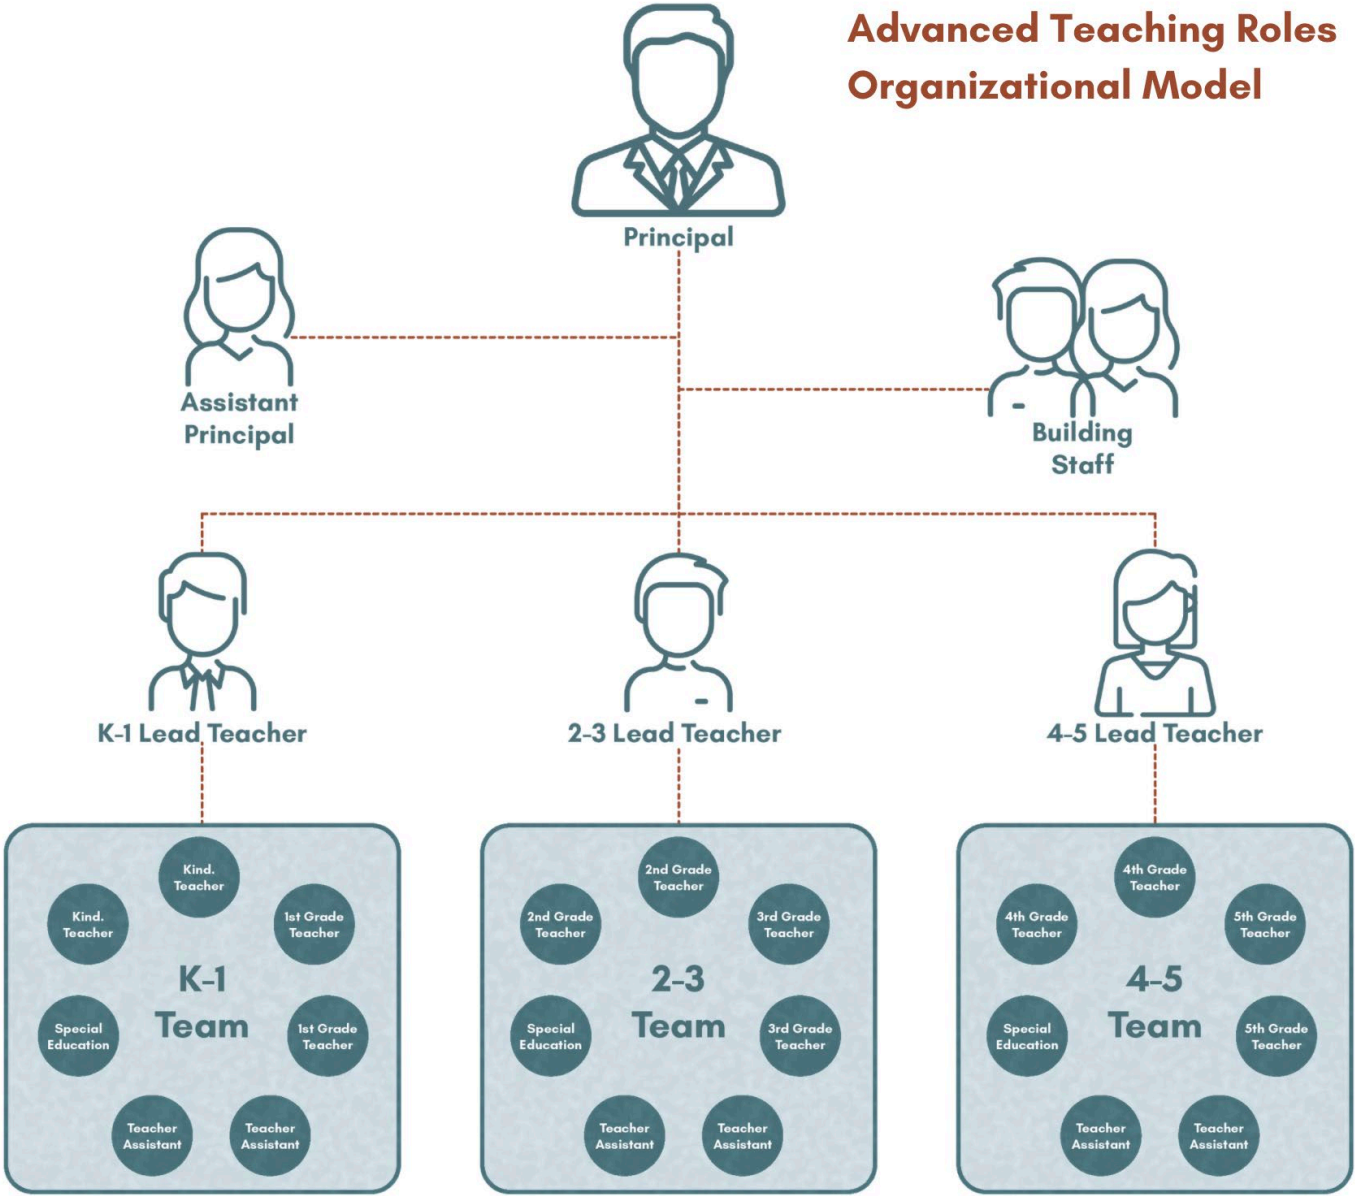 Advanced Teaching Roles
Organizational Model
Principal
Assistant
Principal
Building
Staff
K-1 Lead Teacher
2-3 Lead Teacher
4-5 Lead Teacher
Kind.
Teacher
Kind.
Teacher
1st Grade
Teacher
K-1
Team
Special
Education
1st Grade
Teacher
Teacher
Assistant
Teacher
Assistant
2nd Grade
Teacher
2nd Grade
Teacher
3rd Grade
Teacher
2-3
Team
Special
Education
3rd Grade
Teacher
Teacher
Assistant
Teacher
Assistant
4th Grade
Teacher
4th Grade
Teacher
5th Grade
Teacher
4-5
Team
Special
Education
5th Grade
Teacher
Teacher
Assistant
Teacher
Assistant